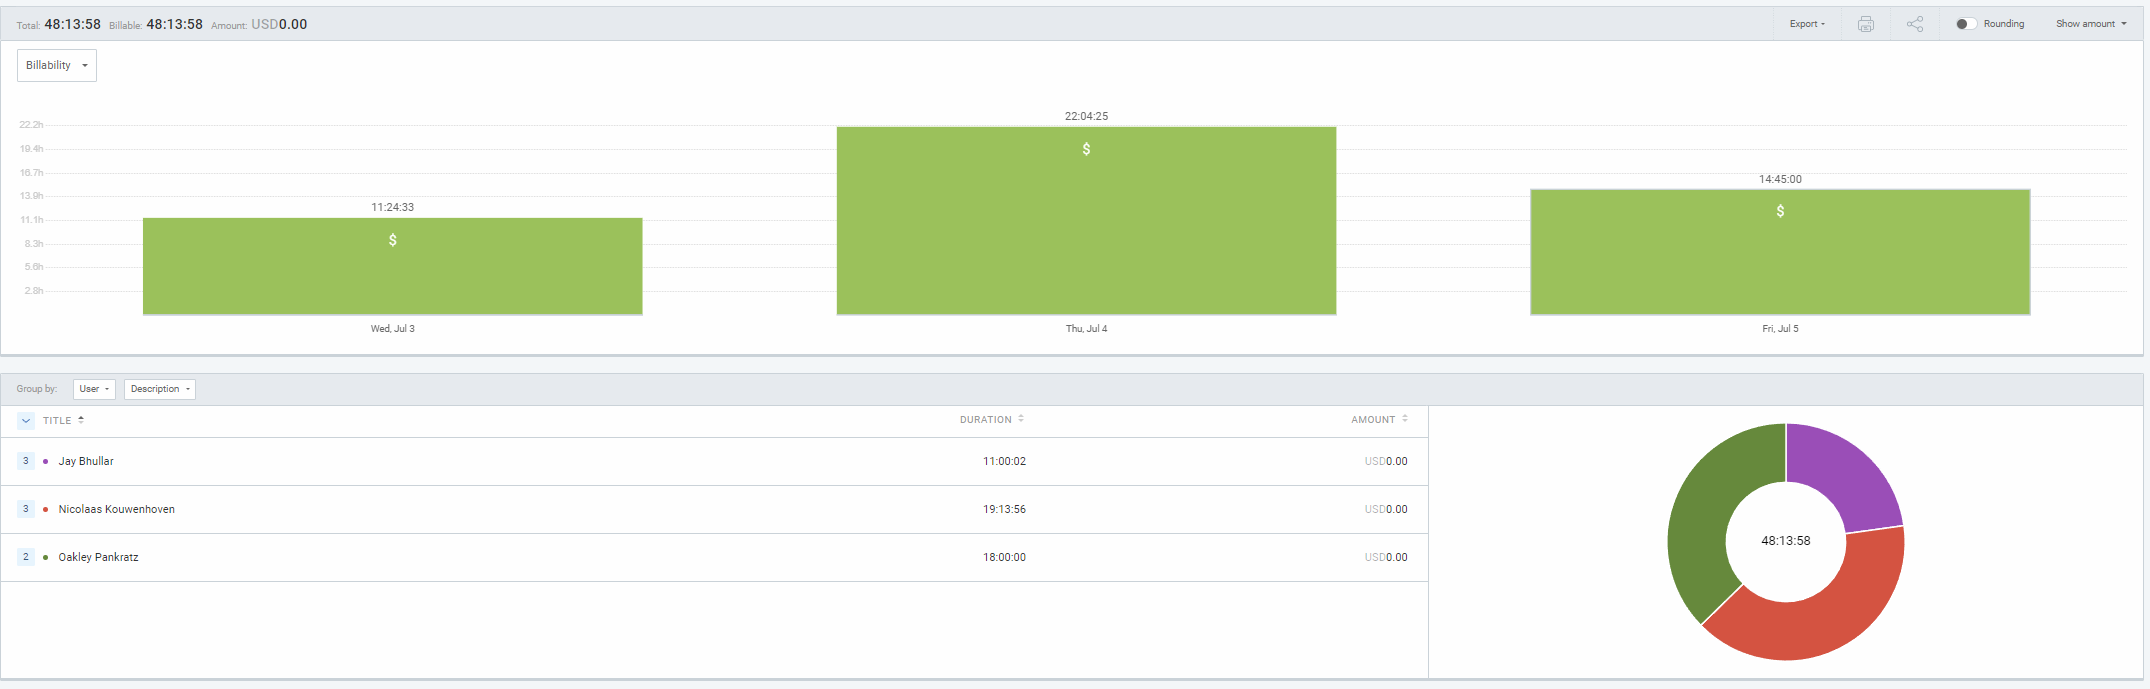 Total: 48:13:58 Billable: 48:13:58 Amount: USD0.00 Export Rounding Show amount
Billability
22.2h
19.4h
16.7h
13.9h
11.1h
8.3h
5.6h
2.8h
11:24:33
$
22:04:25
$
14:45:00
$
Wed, Jul 3 Thu, Jul 4 Fri, Jul 5
Group by: User Description
TITLE DURATION AMOUNT
3 Jay Bhullar 11:00:02 USD0.00
3 Nicolaas Kouwenhoven 19:13:56 USD0.00
2 Oakley Pankratz 18:00:00 USD0.00
48:13:58